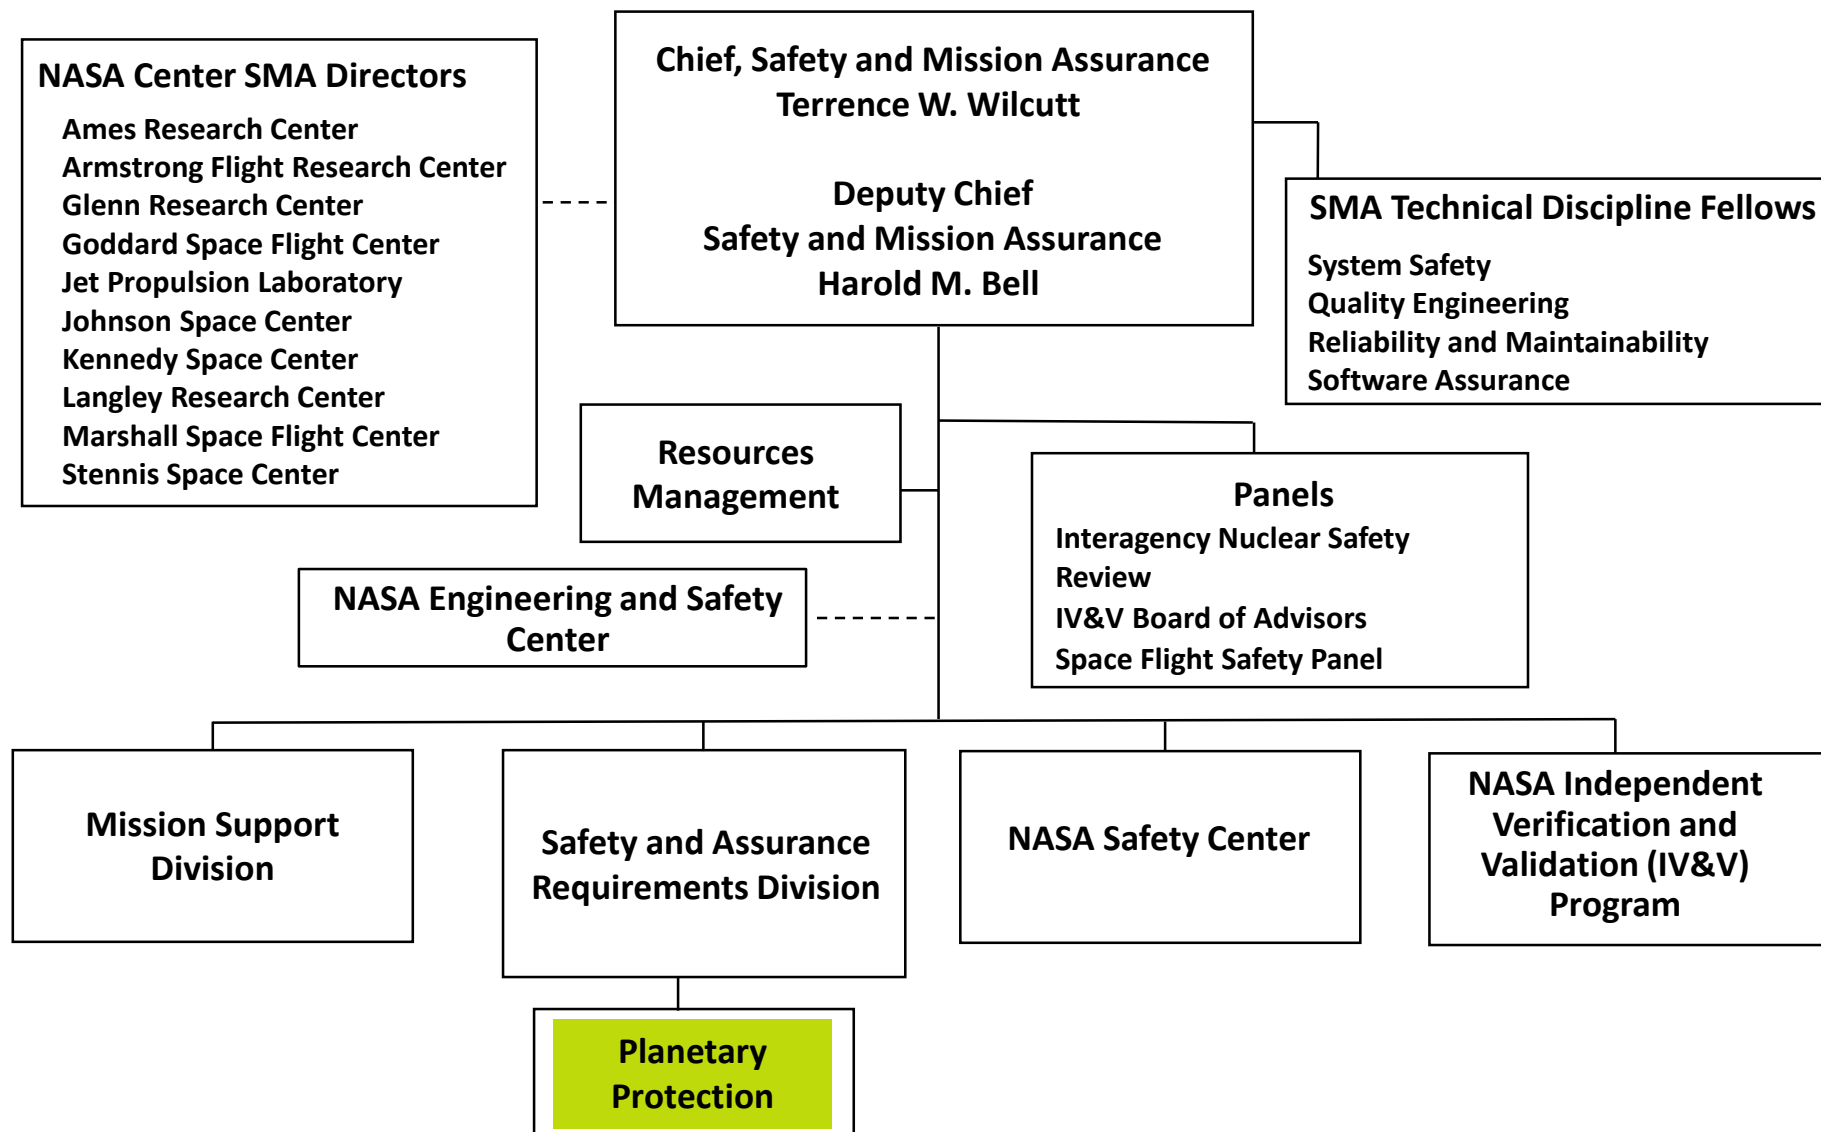 NASA Center SMA Directors
Ames Research Center
Armstrong Flight Research Center
Glenn Research Center
Goddard Space Flight Center
Jet Propulsion Laboratory
Johnson Space Center
Kennedy Space Center
Langley Research Center
Marshall Space Flight Center
Stennis Space Center
Chief, Safety and Mission Assurance
Terrence W. Wilcutt
Deputy Chief
Safety and Mission Assurance
Harold M. Bell
SMA Technical Discipline Fellows
System Safety
Quality Engineering
Reliability and Maintainability
Software Assurance
Resources
Management
Panels
Interagency Nuclear Safety
Review
IV&V Board of Advisors
Space Flight Safety Panel
NASA Engineering and Safety
Center
Mission Support
Division
Safety and Assurance
Requirements Division
NASA Safety Center
NASA Independent
Verification and
Validation (IV&V)
Program
Planetary
Protection